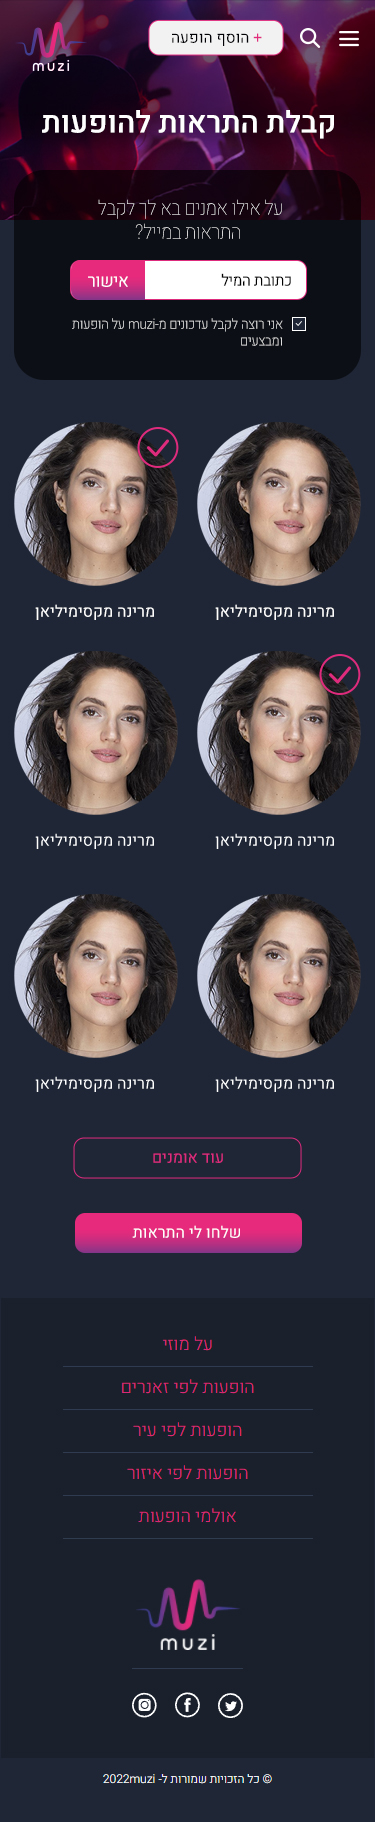 + הוסף הופעה
muzi
קבלת התראות להופעות
על אילו אמנים בא לך לקבל
התראות במייל?
כתובת המיל
אישור
אני רוצה לקבל עדכונים מ-muzi על הופעות
ומבצעים
מרינה מקסימיליאן
מרינה מקסימיליאן
מרינה מקסימיליאן
מרינה מקסימיליאן
מרינה מקסימיליאן
מרינה מקסימיליאן
עוד אומנים
שלחו לי התראות
על מוזי
הופעות לפי זאנרים
הופעות לפי עיר
הופעות לפי איזור
אולמי הופעות
muzi
© כל הזכויות שמורות ל- 2022muzi